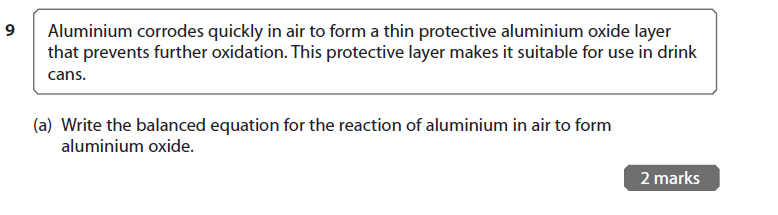 9
Aluminium corrodes quickly in air to form a thin protective aluminium oxide layer
that prevents further oxidation. This protective layer makes it suitable for use in drink
cans.
(a) Write the balanced equation for the reaction of aluminium in air to form
aluminium oxide.
2 marks